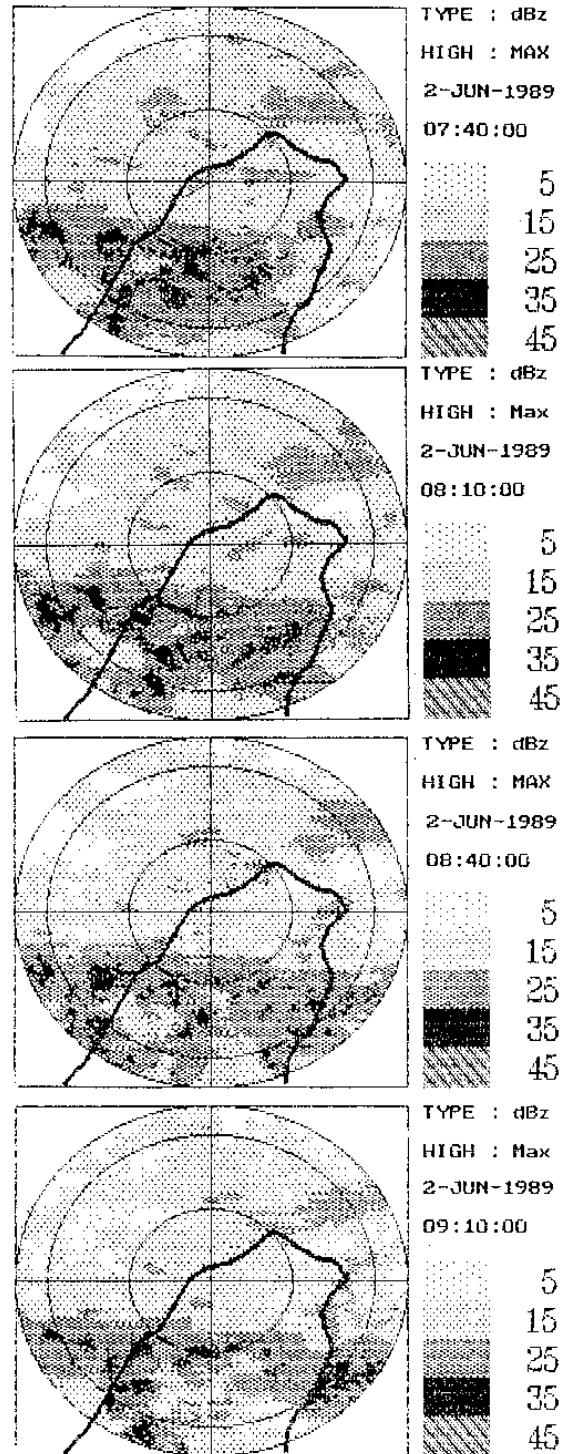 TYPE : dBz
HIGH : MAX
2-JUN-1989
07:40:00
5
15
25
35
45
TYPE : dBz
HIGH : Max
2-JUN-1989
08:10:00
5
15
25
35
45
TYPE : dBz
HIGH : MAX
2-JUN-1989
08:40:00
5
15
25
35
45
TYPE : dBz
HIGH : Max
2-JUN-1989
09:10:00
5
15
25
35
45